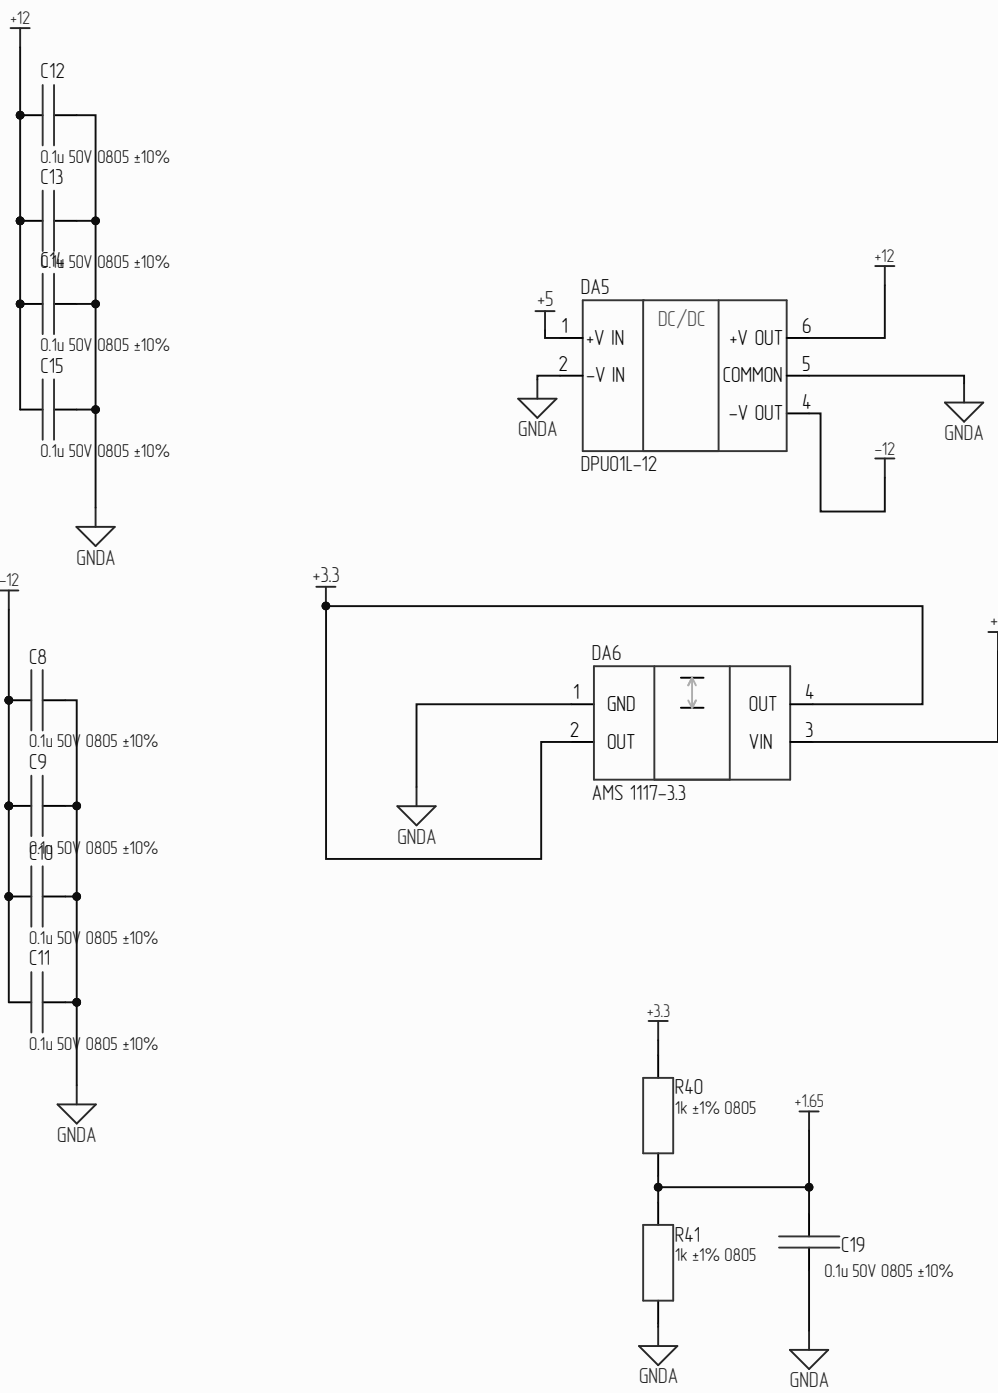 +12
C12
0.1u 50V 0805 ±10%
C13
0.1u 50V 0805 ±10%
C14
0.1u 50V 0805 ±10%
C15
0.1u 50V 0805 ±10%
GNDA
-12
C8
0.1u 50V 0805 ±10%
C9
0.1u 50V 0805 ±10%
C10
0.1u 50V 0805 ±10%
C11
0.1u 50V 0805 ±10%
GNDA
+12
DA5
+5
DC/DC
1 +V IN +V OUT 6
2 -V IN COMMON 5
-V OUT 4
GNDA
GNDA
DPU01L-12
-12
+3.3
+
DA6
1 GND OUT 4
2 OUT VIN 3
AMS 1117-3.3
GNDA
+3.3
R40
1k ±1% 0805
+1.65
R41
1k ±1% 0805
C19
0.1u 50V 0805 ±10%
GNDA
GNDA